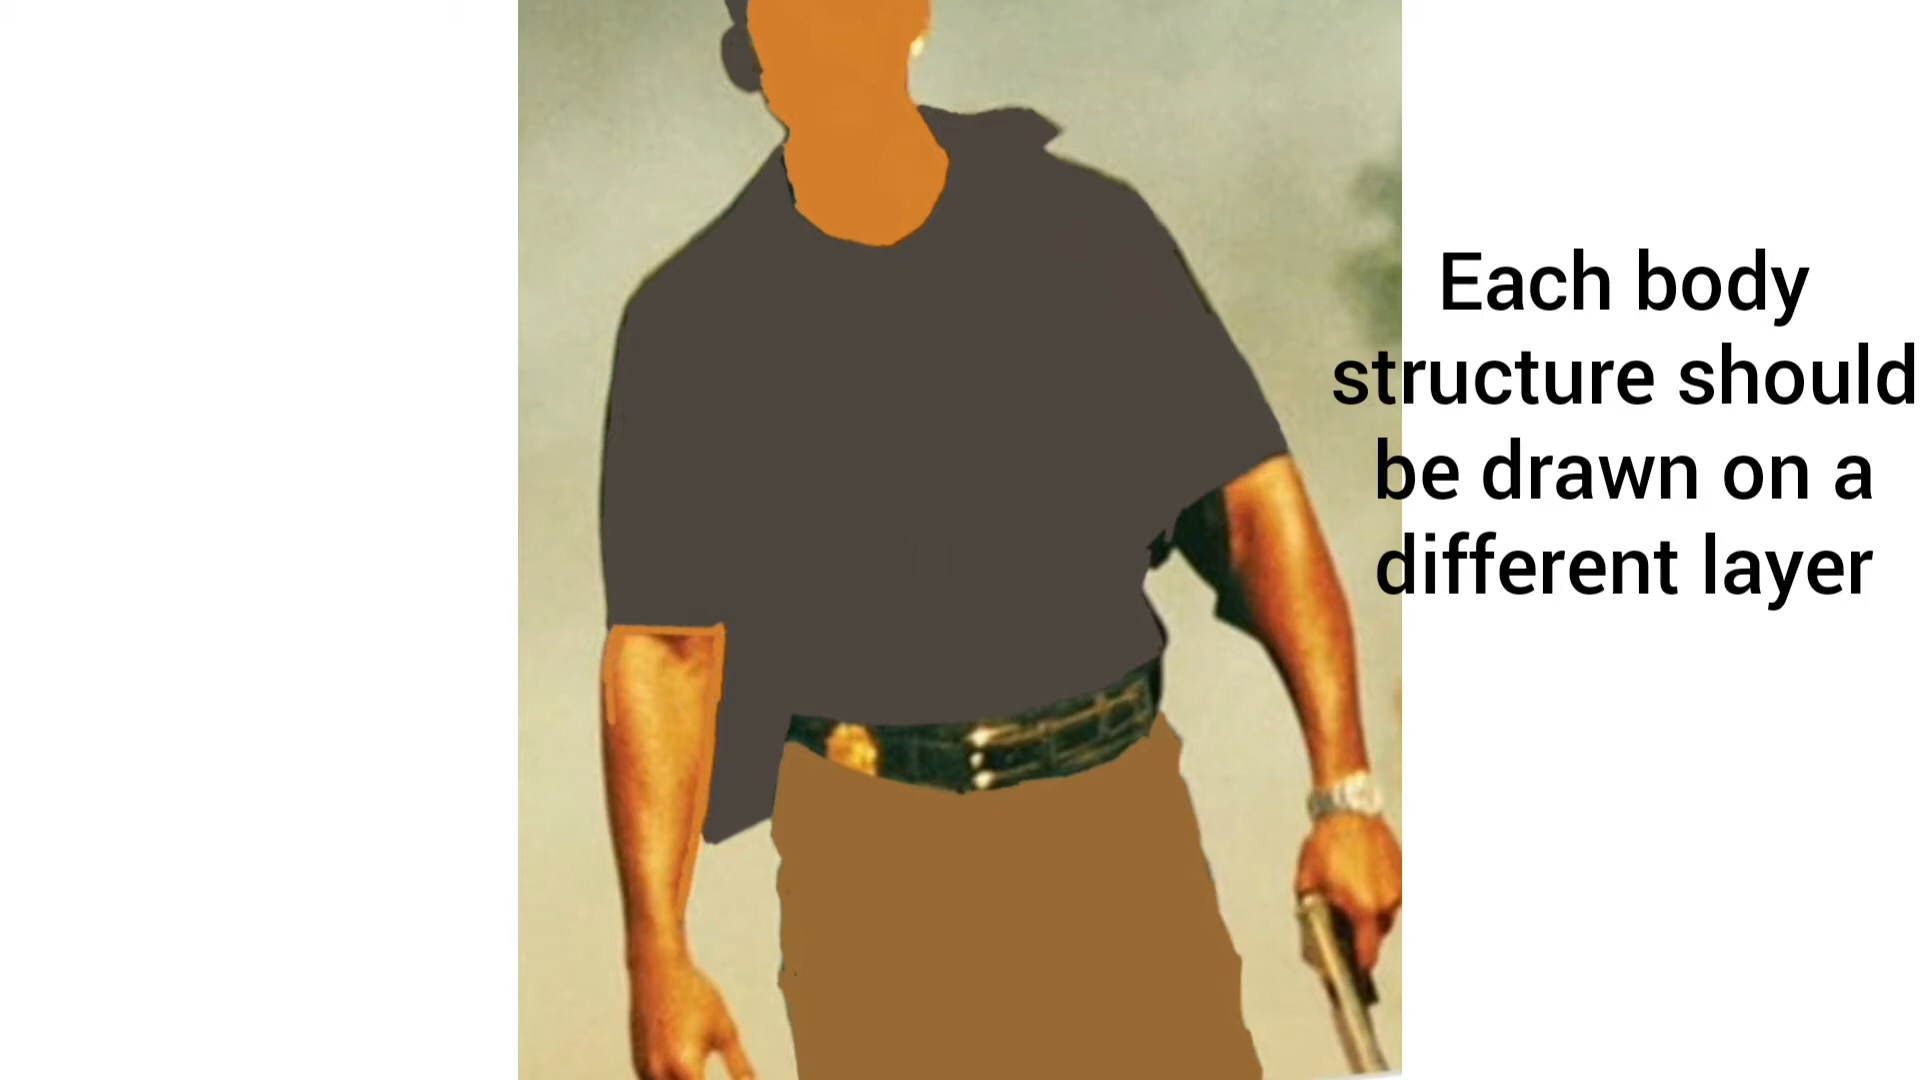 Each body
structure should
be drawn on a
different layer